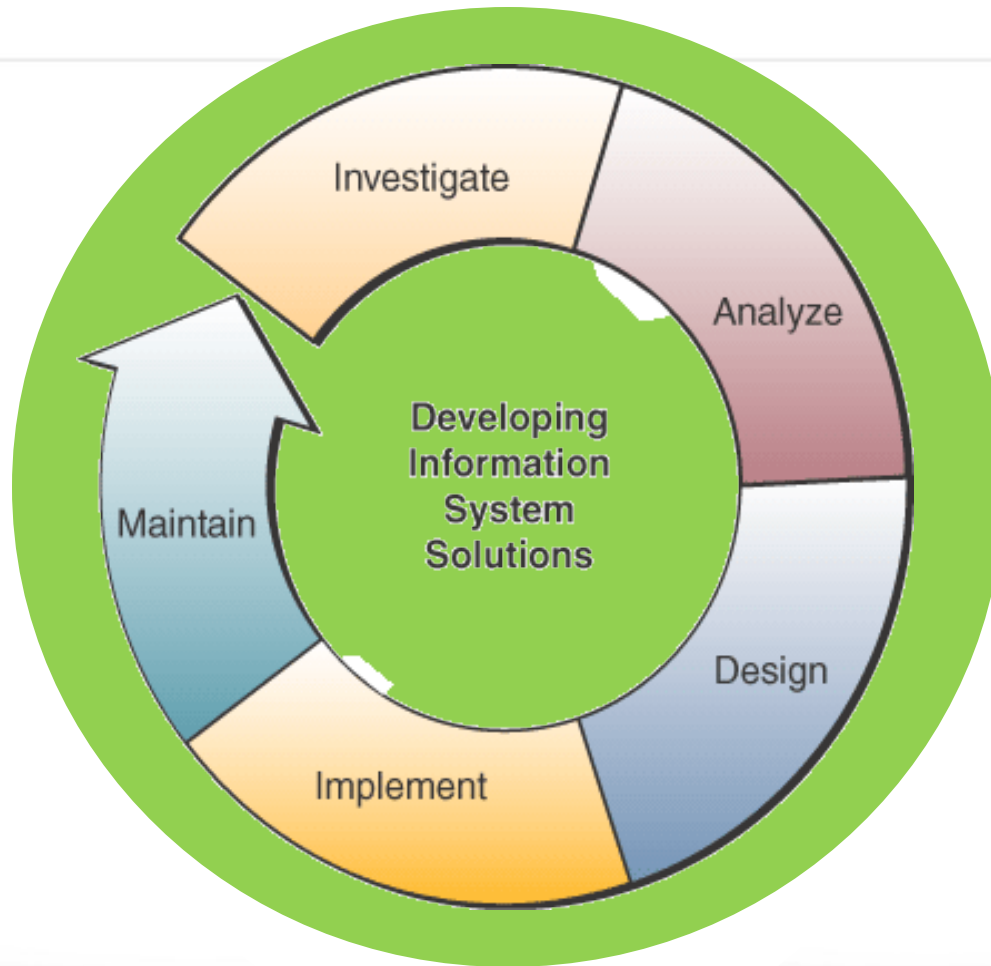 Investigate
Analyze
Developing
Information
System
Solutions
Maintain
Design
Implement